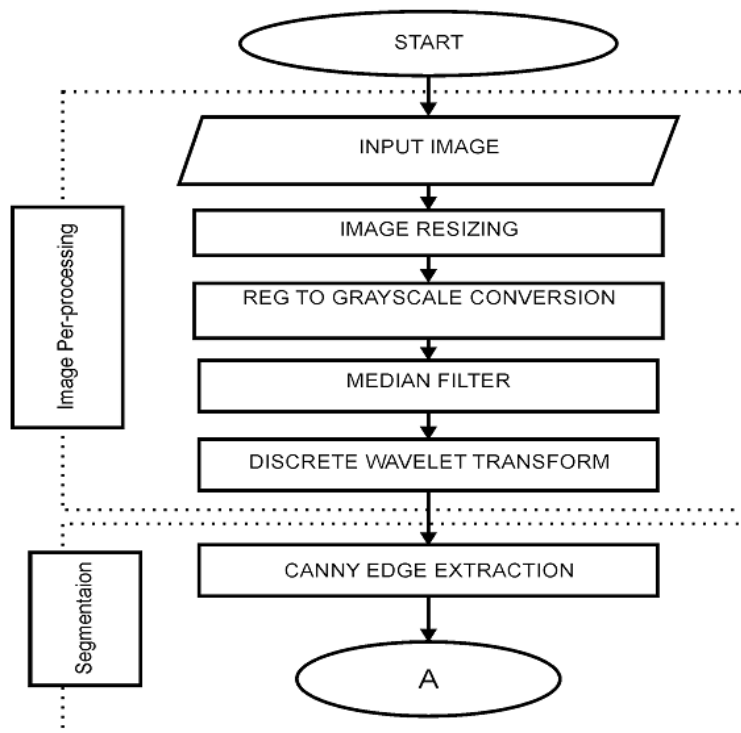 START
INPUT IMAGE
IMAGE RESIZING
REG TO GRAYSCALE CONVERSION
MEDIAN FILTER
DISCRETE WAVELET TRANSFORM
Image Per-processing
CANNY EDGE EXTRACTION
A
Segmentaion